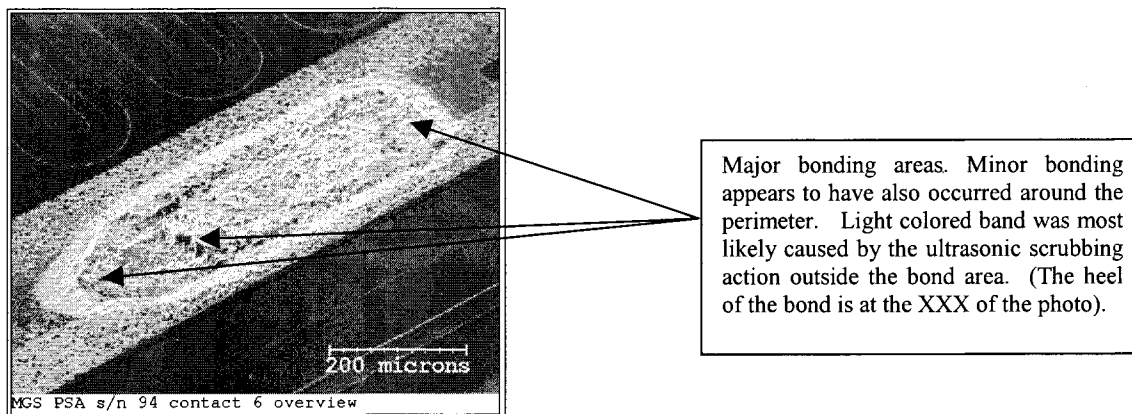 200 microns
MGS PSA s/n 94 contact 6 overview
Major bonding areas. Minor bonding
appears to have also occurred around the
perimeter. Light colored band was most
likely caused by the ultrasonic scrubbing
action outside the bond area. (The heel
of the bond is at the XXX of the photo).